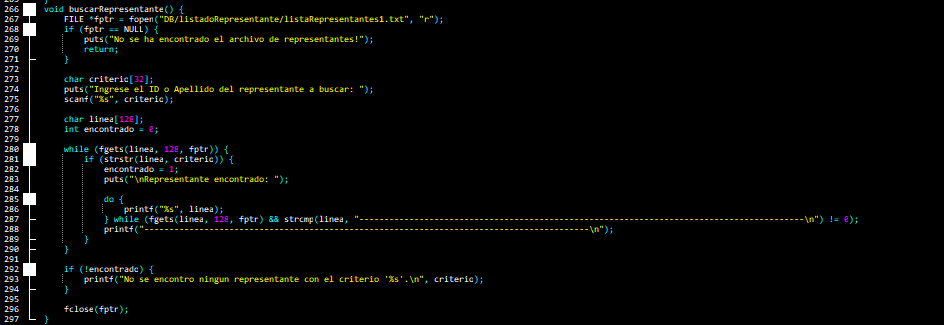 266 void buscarRepresentante() {
267 FILE *fptr = fopen("DB/listadoRepresentante/listaRepresentantes1.txt", "r");
268 if (fptr == NULL) {
269 puts("No se ha encontrado el archivo de representantes!");
270 return;
271 }
272
273 char criterio[32];
274 puts("Ingrese el ID o Apellido del representante a buscar: ");
275 scanf("%s", criterio);
276
277 char linea[128];
278 int encontrado = 0;
279
280 while (fgets(linea, 128, fptr)) {
281 if (strstr(linea, criterio)) {
282 encontrado = 1;
283 puts("\nRepresentante encontrado: ");
284
285 do {
286 printf("%s", linea);
287 } while (fgets(linea, 128, fptr) && strcmp(linea, "-----------------------------------------------------------------------------------------\n") != 0);
288 printf("-----------------------------------------------------------------------------------------\n");
289 }
290 }
291
292 if (!encontrado) {
293 printf("No se encontro ningun representante con el criterio '%s'.\n", criterio);
294 }
295
296 fclose(fptr);
297 }